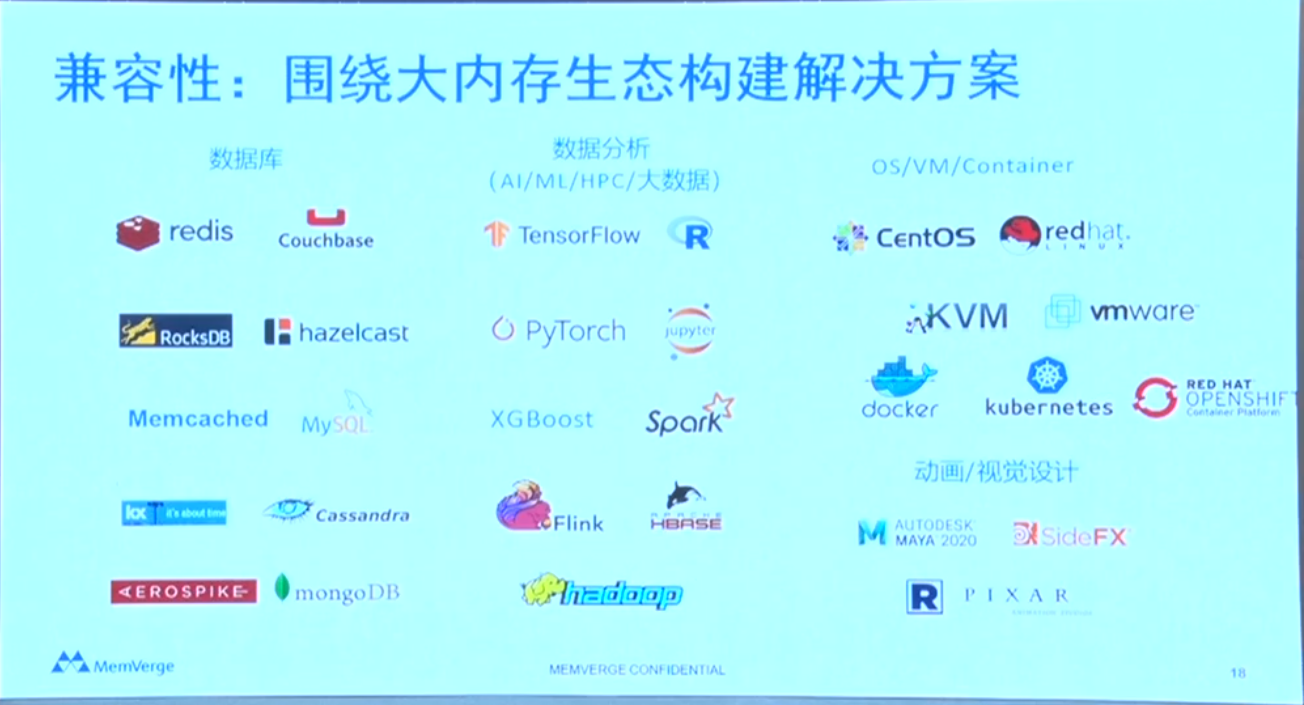 兼容性：围绕大内存生态构建解决方案
数据库
redis
Couchbase
RocksDB
hazelcast
Memcached
MySQL
kx
it's about time
Cassandra
AEROSPIKE
mongoDB
数据分析
(AI/ML/HPC/大数据)
TensorFlow
R
PyTorch
jupyter
XGBoost
Spark
Flink
APACHE
HBASE
hadoop
OS/VM/Container
CentOS
redhat.
LINUX
KVM
vmware
docker
kubernetes
RED HAT
OPENSHIFT
Container Platform
动画/视觉设计
AUTODESK
MAYA 2020
SideFX
R
PIXAR
MemVerge
MEMVERGE CONFIDENTIAL
18